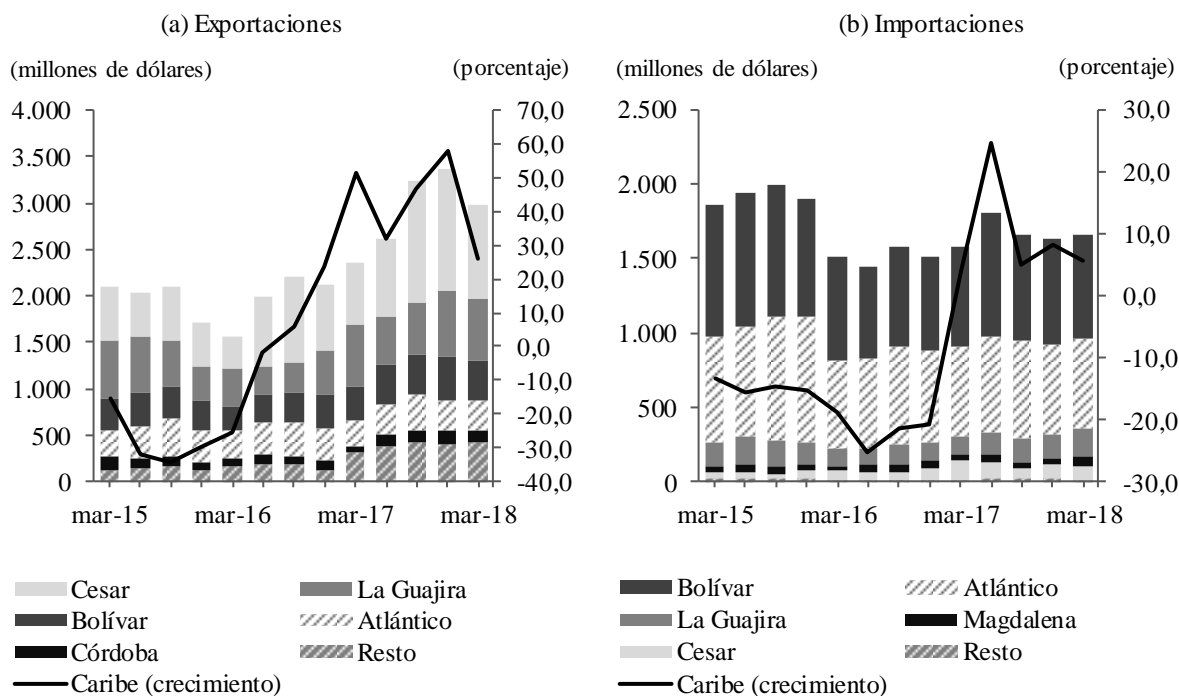 (a) Exportaciones
(millones de dólares) (porcentaje)
4.000
3.500
3.000
2.500
2.000
1.500
1.000
500
0
70,0
60,0
50,0
40,0
30,0
20,0
10,0
0,0
-10,0
-20,0
-30,0
-40,0
mar-15 mar-16 mar-17 mar-18
Cesar La Guajira
Bolívar Atlántico
Córdoba Resto
Caribe (crecimiento)
(b) Importaciones
(millones de dólares) (porcentaje)
2.500
2.000
1.500
1.000
500
0
30,0
20,0
10,0
0,0
-10,0
-20,0
-30,0
mar-15 mar-16 mar-17 mar-18
Bolívar Atlántico
La Guajira Magdalena
Cesar Resto
Caribe (crecimiento)